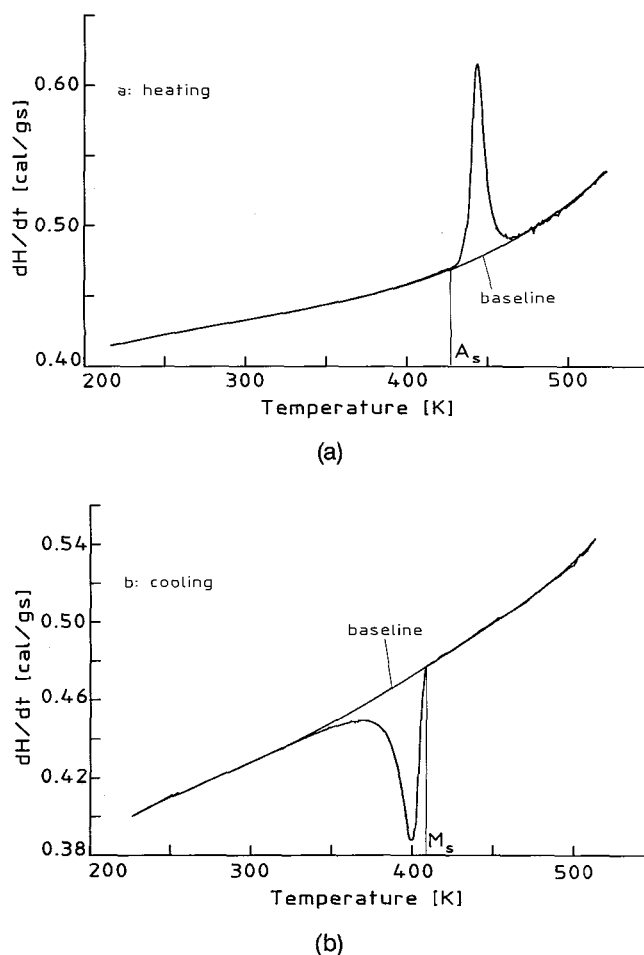 0.60
a: heating
dH/dt [cal/gs]
0.50
baseline
0.40
A_s
200 300 400 500
Temperature [K]
(a)
0.54
b: cooling
dH/dt [cal/gs]
0.50
baseline
0.46
0.42
M_s
0.38
200 300 400 500
Temperature [K]
(b)